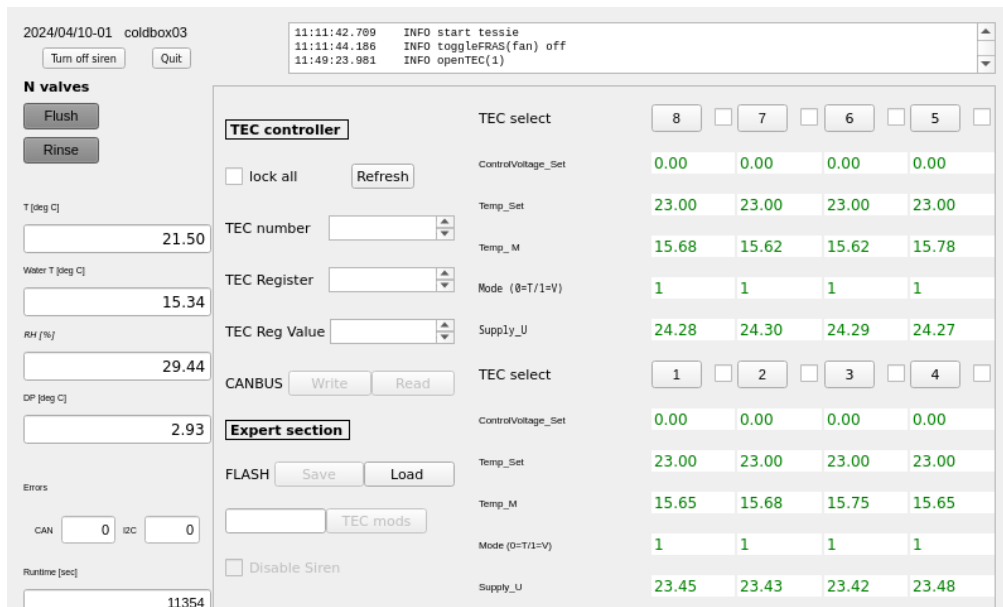 2024/04/10-01 coldbox03
Turn off siren Quit
11:11:42.709 INFO start tessie
11:11:44.186 INFO toggleFRAS(fan) off
11:49:23.981 INFO openTEC(1)
N valves
Flush
Rinse
T [deg C]
21.50
Water T [deg C]
15.34
RH [%]
29.44
DP [deg C]
2.93
Errors
CAN 0 I2C 0
Runtime [sec]
11354
TEC controller
lock all Refresh
TEC number
TEC Register
TEC Reg Value
CANBUS Write Read
Expert section
FLASH Save Load
TEC mods
Disable Siren
TEC select 8 7 6 5
ControlVoltage_Set 0.00 0.00 0.00 0.00
Temp_Set 23.00 23.00 23.00 23.00
Temp_ M 15.68 15.62 15.62 15.78
Mode (0=T/1=V) 1 1 1 1
Supply_U 24.28 24.30 24.29 24.27
TEC select 1 2 3 4
ControlVoltage_Set 0.00 0.00 0.00 0.00
Temp_Set 23.00 23.00 23.00 23.00
Temp_M 15.65 15.68 15.75 15.65
Mode (0=T/1=V) 1 1 1 1
Supply_U 23.45 23.43 23.42 23.48